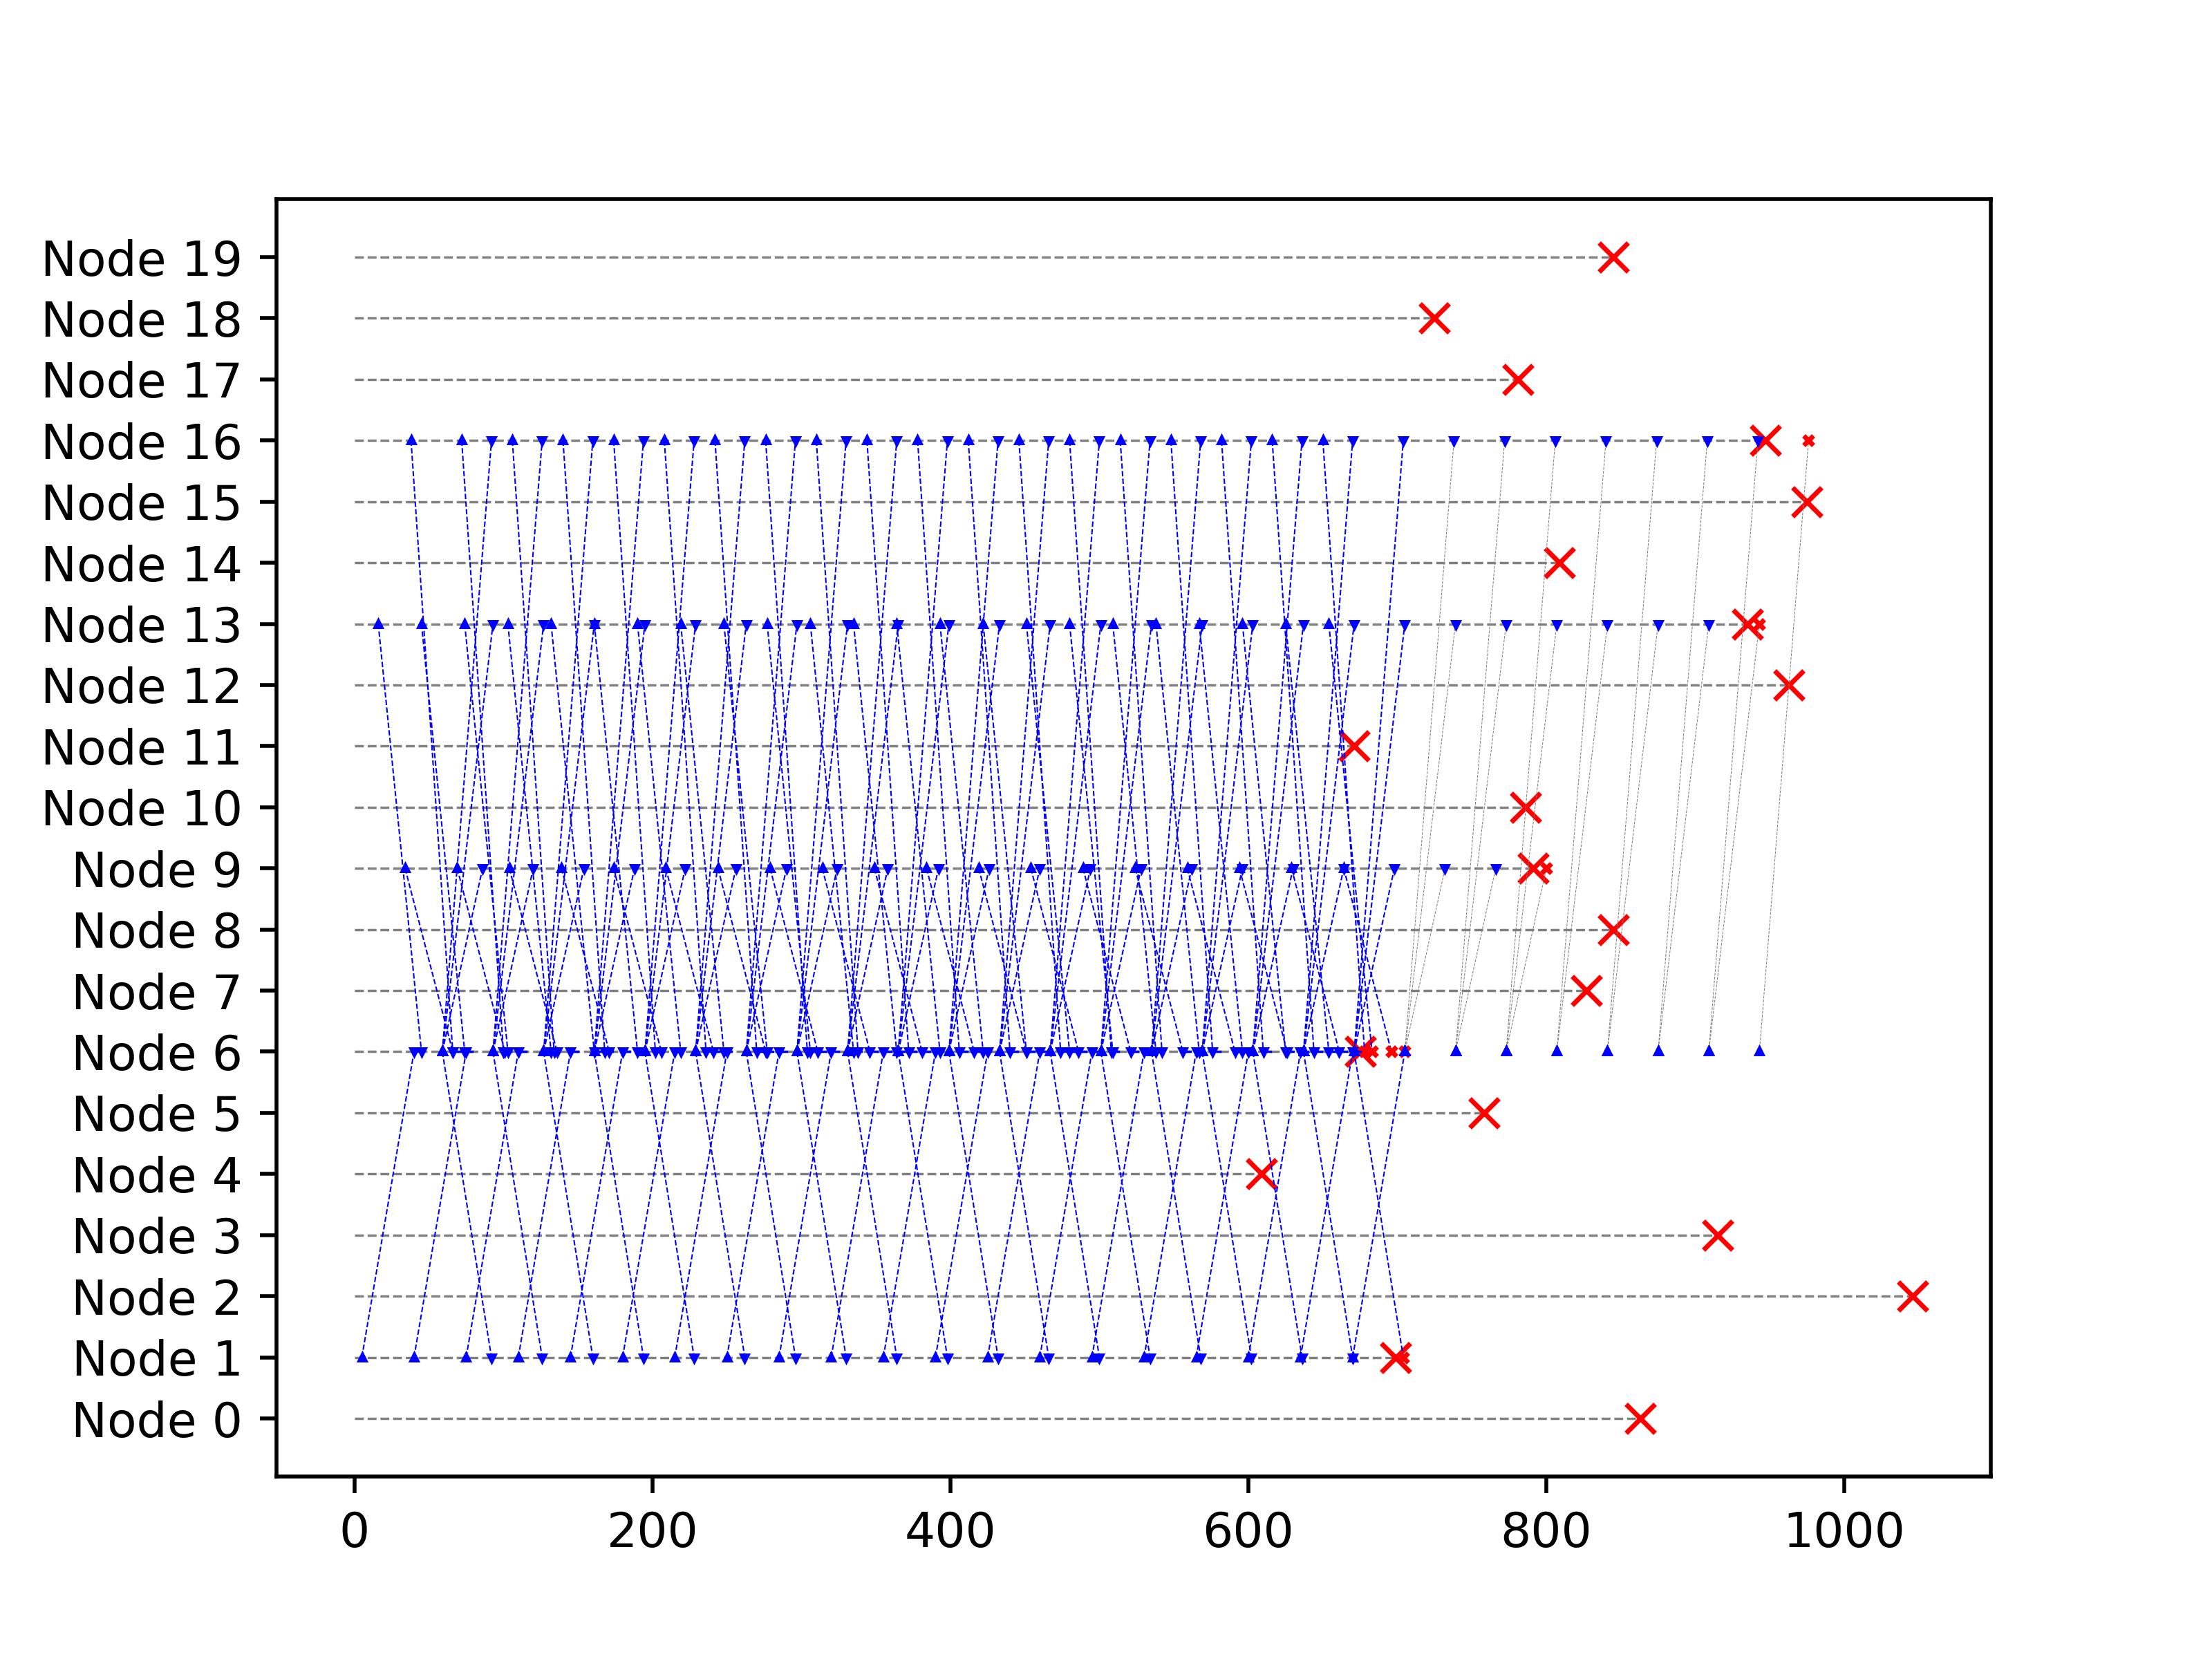 Node 19
Node 18
Node 17
Node 16
Node 15
Node 14
Node 13
Node 12
Node 11
Node 10
Node 9
Node 8
Node 7
Node 6
Node 5
Node 4
Node 3
Node 2
Node 1
Node 0
0 200 400 600 800 1000